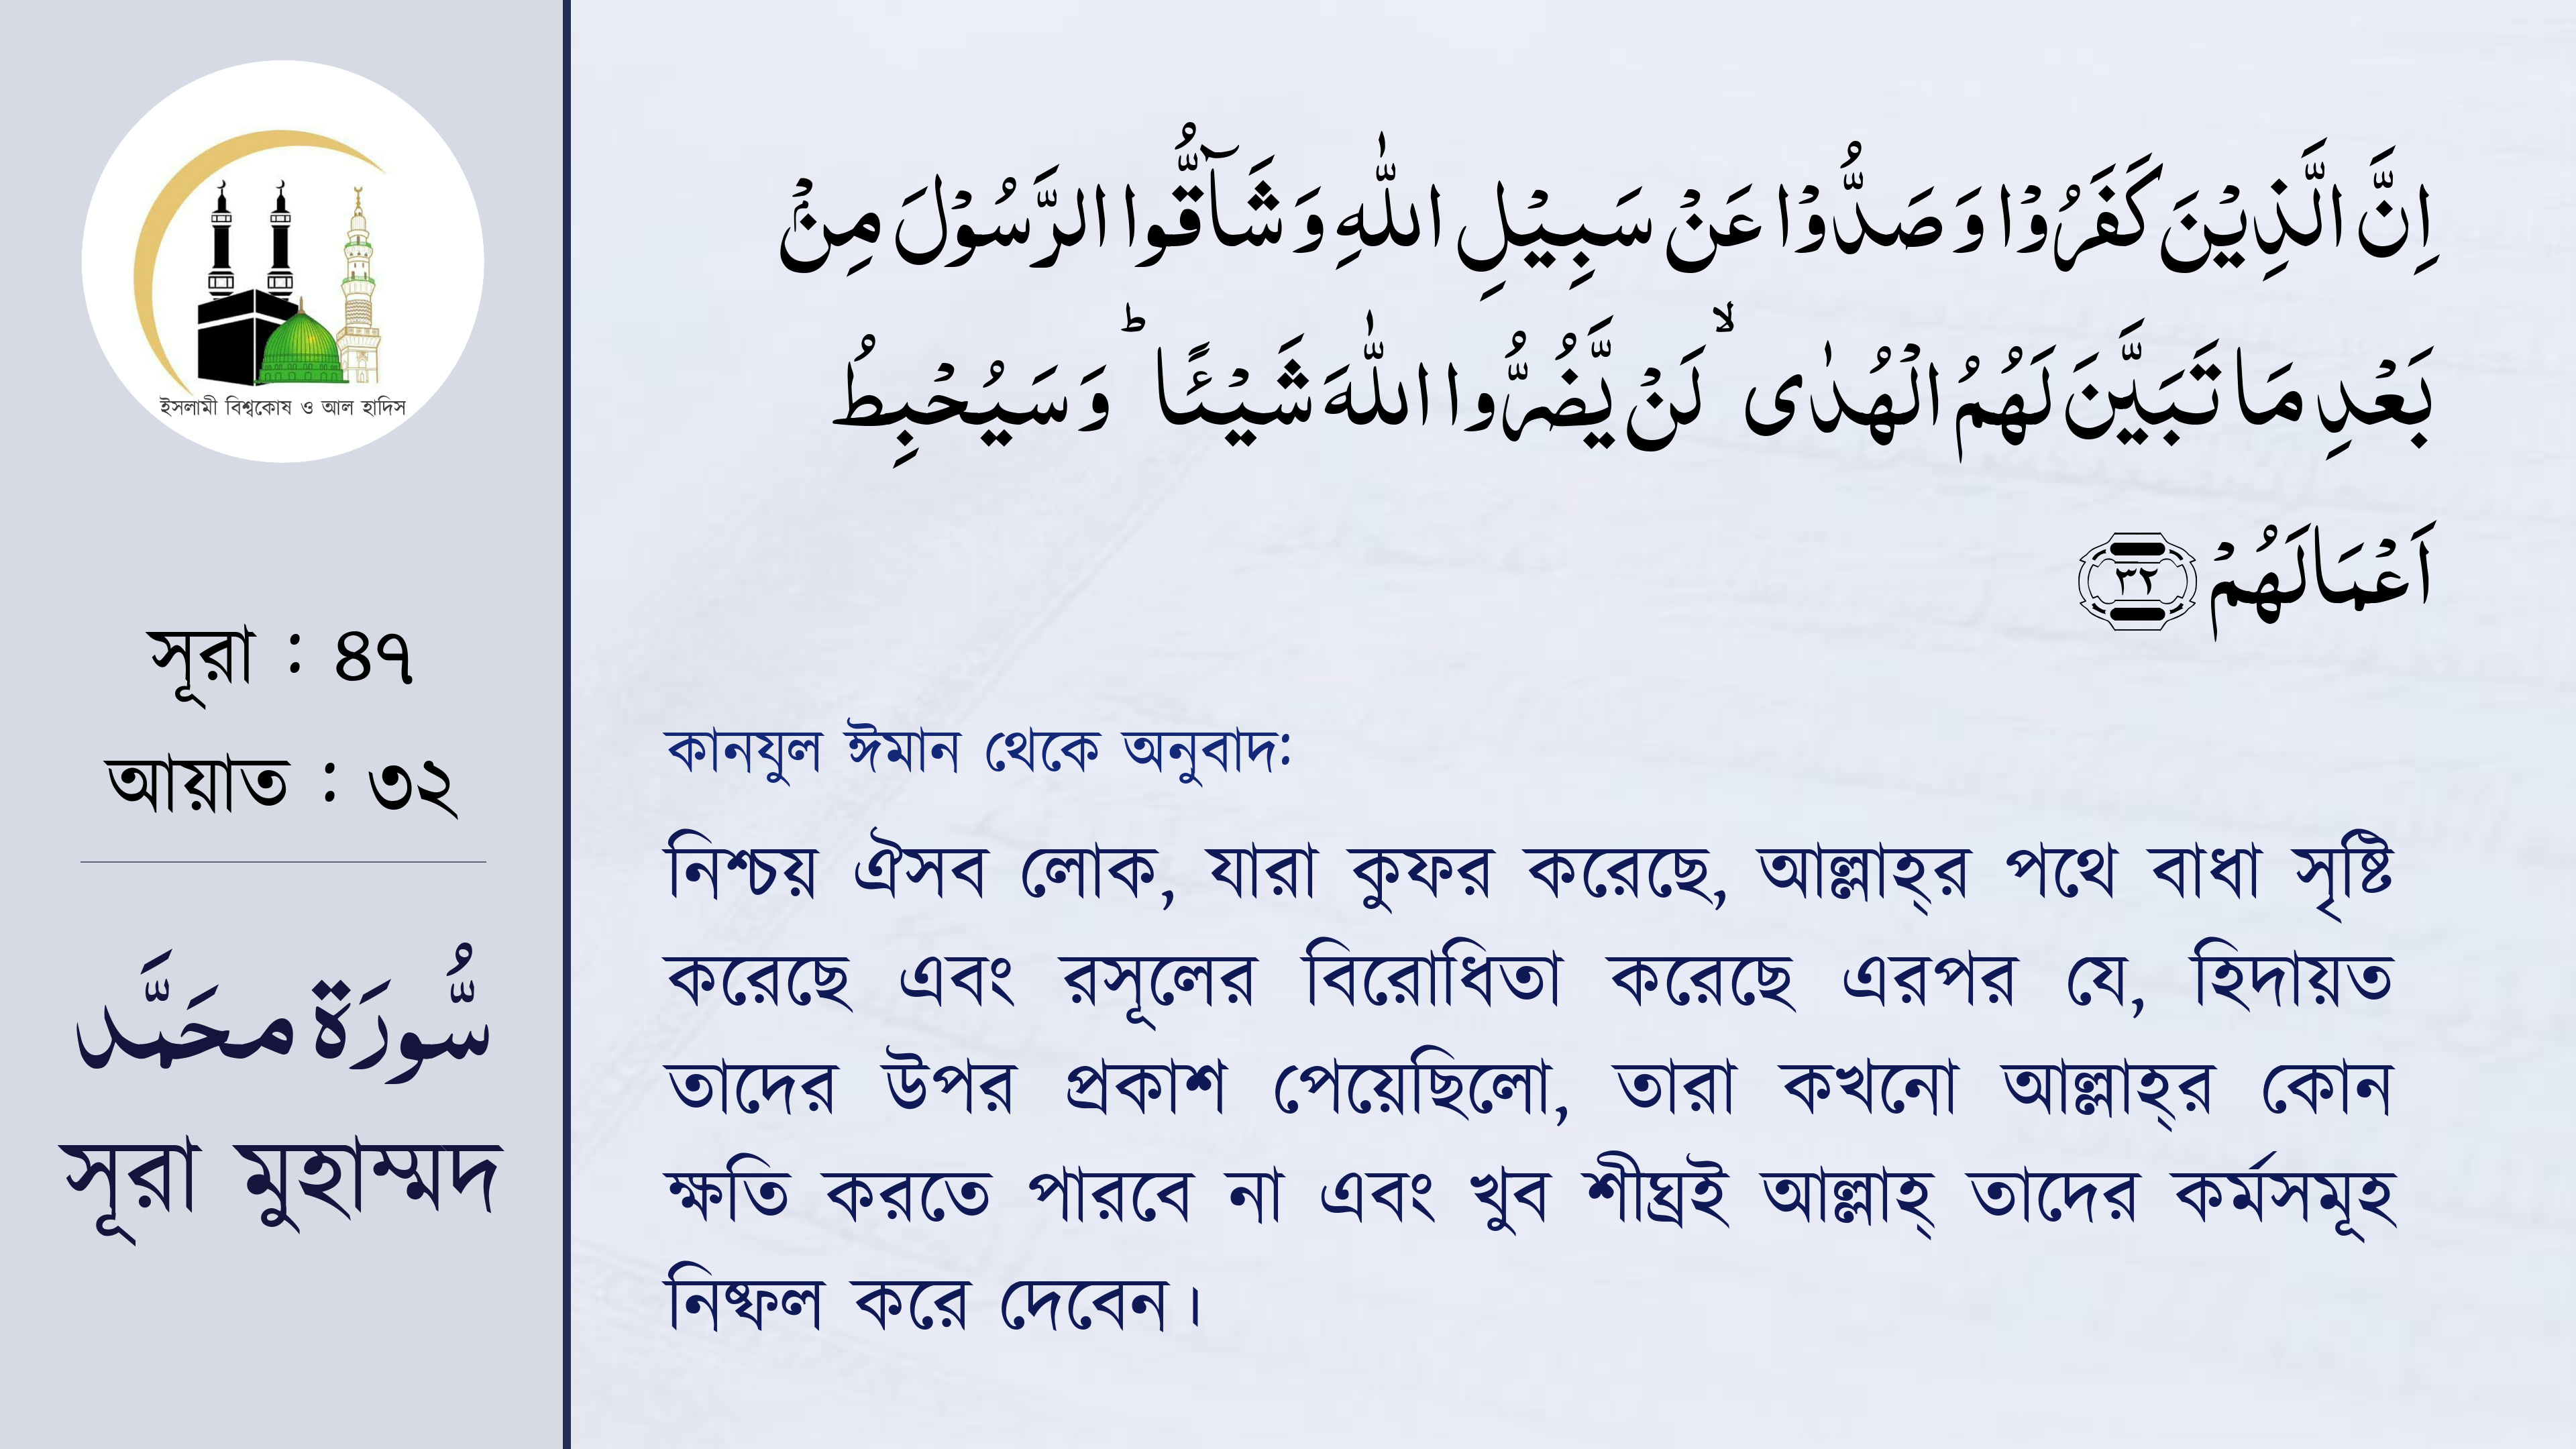 ইসলামী বিশ্বকোষ ও আল হাদিস
সূরা : ৪৭
আয়াত : ৩২
سُّورَة محَمَّد
সূরা মুহাম্মদ
اِنَّ الَّذِيۡنَ كَفَرُوۡا وَ صَدُّوۡا عَنۡ سَبِيۡلِ اللّٰهِ وَ شَآقُّوا الرَّسُوۡلَ مِنۡۢ
بَعۡدِ مَا تَبَيَّنَ لَهُمُ الۡهُدٰى ۙ لَنۡ يَّضُرُّوا اللّٰهَ شَيۡـًٔا ؕ وَ سَيُحۡبِطُ
اَعۡمَالَهُمۡ ﴿۳۲﴾
কানযুল ঈমান থেকে অনুবাদ:
নিশ্চয় ঐসব লোক, যারা কুফর করেছে, আল্লাহ্‌র পথে বাধা সৃষ্টি
করেছে এবং রসূলের বিরোধিতা করেছে এরপর যে, হিদায়ত
তাদের উপর প্রকাশ পেয়েছিলো, তারা কখনো আল্লাহ্‌র কোন
ক্ষতি করতে পারবে না এবং খুব শীঘ্রই আল্লাহ্ তাদের কর্মসমূহ
নিষ্ফল করে দেবেন।